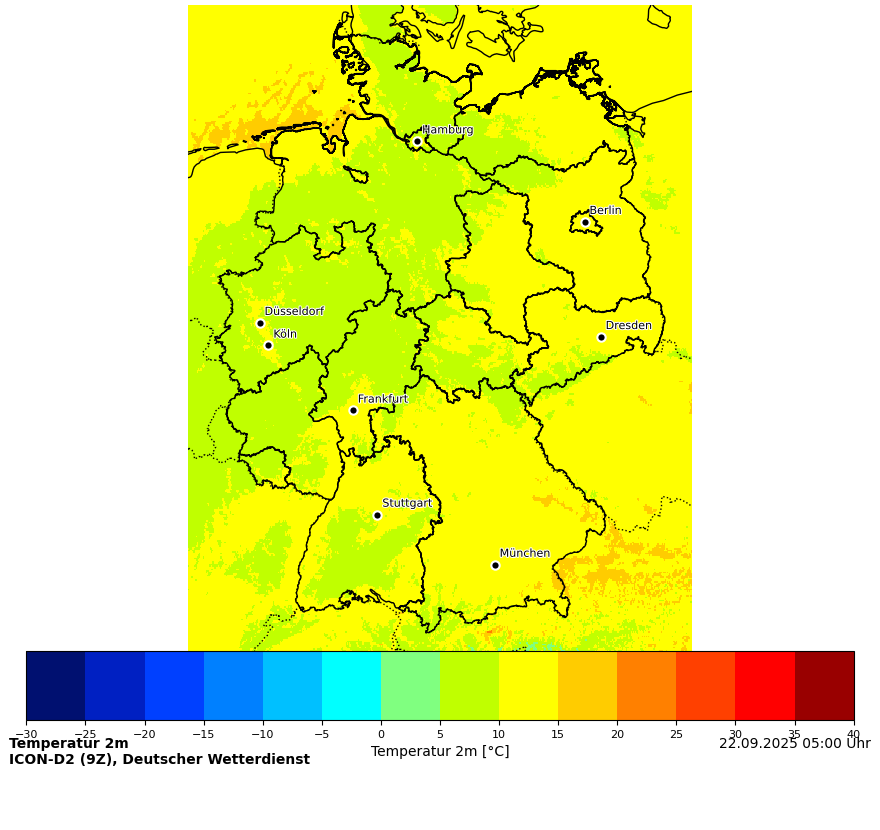 Hamburg
Berlin
Düsseldorf
Köln
Dresden
Frankfurt
Stuttgart
München
−30 −25 −20 −15 −10 −5 0 5 10 15 20 25 30 35 40
Temperatur 2m
Temperatur 2m [°C]
22.09.2025 05:00 Uhr
ICON-D2 (9Z), Deutscher Wetterdienst